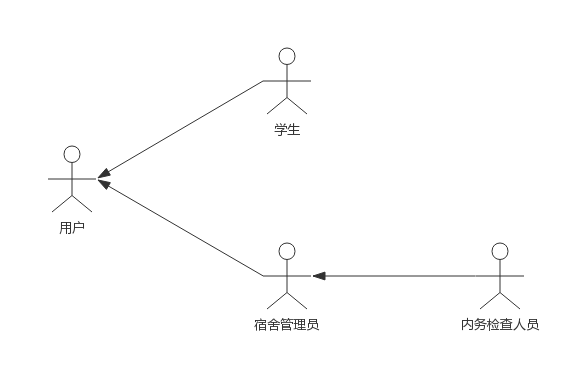 学生
用户
宿舍管理员
内务检查人员